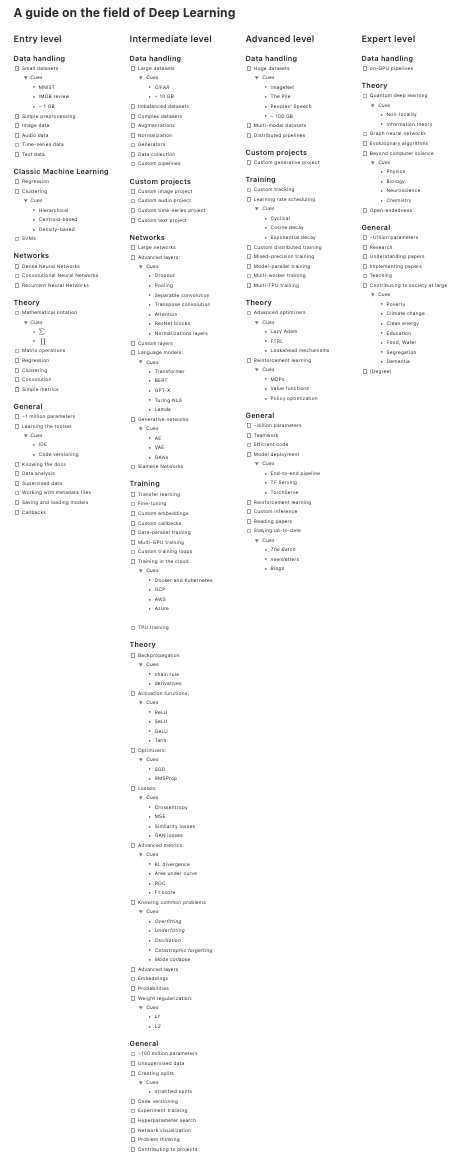 A guide on the field of Deep Learning
Entry level
Data handling
Small datasets
Cues
MNIST
IMDB review
~ 1 GB
Simple preprocessing
Image data
Audio data
Time-series data
Text data
Classic Machine Learning
Regression
Clustering
Cues
Hierarchical
Centroid-based
Density-based
SVMs
Networks
Dense Neural Networks
Convolutional Neural Networks
Recurrent Neural Networks
Theory
Mathematical notation
Cues
∑
∏
Matrix operations
Regression
Clustering
Convolution
Simple metrics
General
~1 million parameters
Learning the toolset
Cues
IDE
Code versioning
Knowing the docs
Data analysis
Supervised data
Working with metadata files
Saving and loading models
Callbacks
Intermediate level
Data handling
Large datasets
Cues
CIFAR
~ 10 GB
Imbalanced datasets
Complex datasets
Augmentations
Normalization
Generators
Data collection
Custom pipelines
Custom projects
Custom image project
Custom audio project
Custom time-series project
Custom text project
Networks
Large networks
Advanced layers:
Cues
Dropout
Pooling
Separable convolution
Transpose convolution
Attention
ResNet blocks
Normalizations layers
Custom layers
Language models:
Cues
Transformer
BERT
GPT-X
Turing NLG
Lamda
Generative networks
Cues
AE
VAE
GANs
Siamese Networks
Training
Transfer learning
Fine-tuning
Custom embeddings
Custom callbacks
Data-parallel training
Multi-GPU training
Custom training loops
Training in the cloud
Cues
Docker and Kubernetes
GCP
AWS
Azure
TPU training
Theory
Backpropagation
Cues
chain rule
derivatives
Activation functions:
Cues
ReLU
SeLU
GeLU
Tanh
Optimizers:
Cues
SGD
RMSProp
Losses:
Cues
Crossentropy
MSE
Similarity losses
GAN losses
Advanced metrics:
Cues
KL divergence
Area under curve
ROC
F1 score
Knowing common problems
Cues
Overfitting
Underfitting
Oscillation
Catastrophic forgetting
Mode collapse
Advanced layers
Embeddings
Probabilities
Weight regularization:
Cues
L1
L2
General
~100 million parameters
Unsupervised data
Creating splits
Cues
stratified splits
Code versioning
Experiment tracking
Hyperparameter search
Network visualization
Problem thinking
Contributing to projects
Advanced level
Data handling
Huge datasets
Cues
ImageNet
The Pile
Peoples' Speech
~ 100 GB
Multi-modal datasets
Distributed pipelines
Custom projects
Custom generative project
Training
Custom tracking
Learning rate scheduling
Cues
Cyclical
Cosine decay
Exponential decay
Custom distributed training
Mixed-precision training
Model-parallel training
Multi-worker training
Multi-TPU training
Theory
Advanced optimizers
Cues
Lazy Adam
FTRL
Lookahead mechanisms
Reinforcement learning
Cues
MDPs
Value functions
Policy optimization
General
~billion parameters
Teamwork
Efficient code
Model deployment
Cues
End-to-end pipeline
TF Serving
TorchServe
Reinforcement learning
Custom inference
Reading papers
Staying up-to-date
Cues
The Batch
newsletters
Blogs
Expert level
Data handling
on-GPU pipelines
Theory
Quantum deep learning
Cues
Non-locality
Information theory
Graph neural networks
Evolutionary algorithms
Beyond computer science
Cues
Physics
Biology
Neuroscience
Chemistry
Open-endedness
General
~trillion parameters
Research
Understanding papers
Implementing papers
Teaching
Contributing to society at large
Cues
Poverty
Climate change
Clean energy
Education
Food, Water
Segregation
Dementia
(Degree)